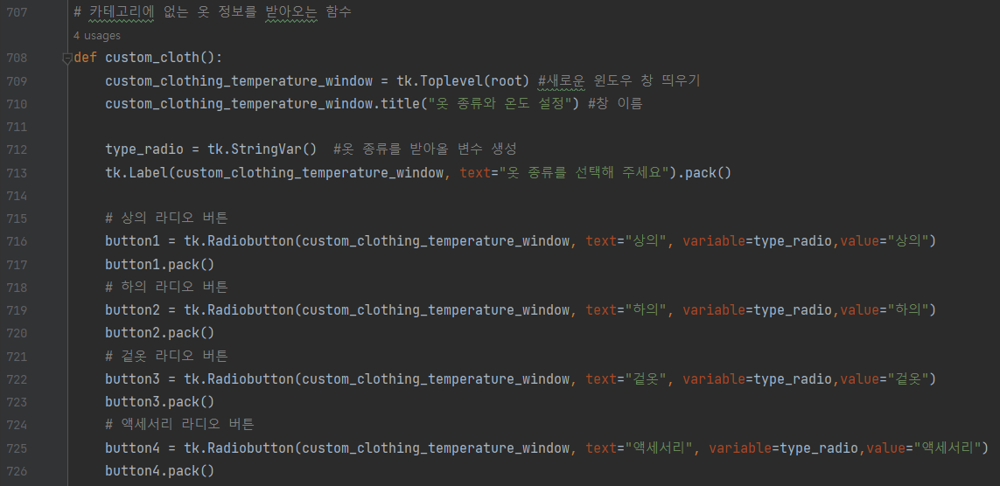 707 # 카테고리에 없는 옷 정보를 받아오는 함수
4 usages
708 def custom_cloth():
709 custom_clothing_temperature_window = tk.Toplevel(root) #새로운 윈도우 창 띄우기
710 custom_clothing_temperature_window.title("옷 종류와 온도 설정") #창 이름
711
712 type_radio = tk.StringVar()  #옷 종류를 받아올 변수 생성
713 tk.Label(custom_clothing_temperature_window, text="옷 종류를 선택해 주세요").pack()
714
715 # 상의 라디오 버튼
716 button1 = tk.Radiobutton(custom_clothing_temperature_window, text="상의", variable=type_radio,value="상의")
717 button1.pack()
718 # 하의 라디오 버튼
719 button2 = tk.Radiobutton(custom_clothing_temperature_window, text="하의", variable=type_radio,value="하의")
720 button2.pack()
721 # 겉옷 라디오 버튼
722 button3 = tk.Radiobutton(custom_clothing_temperature_window, text="겉옷", variable=type_radio,value="겉옷")
723 button3.pack()
724 # 액세서리 라디오 버튼
725 button4 = tk.Radiobutton(custom_clothing_temperature_window, text="액세서리", variable=type_radio,value="액세서리")
726 button4.pack()